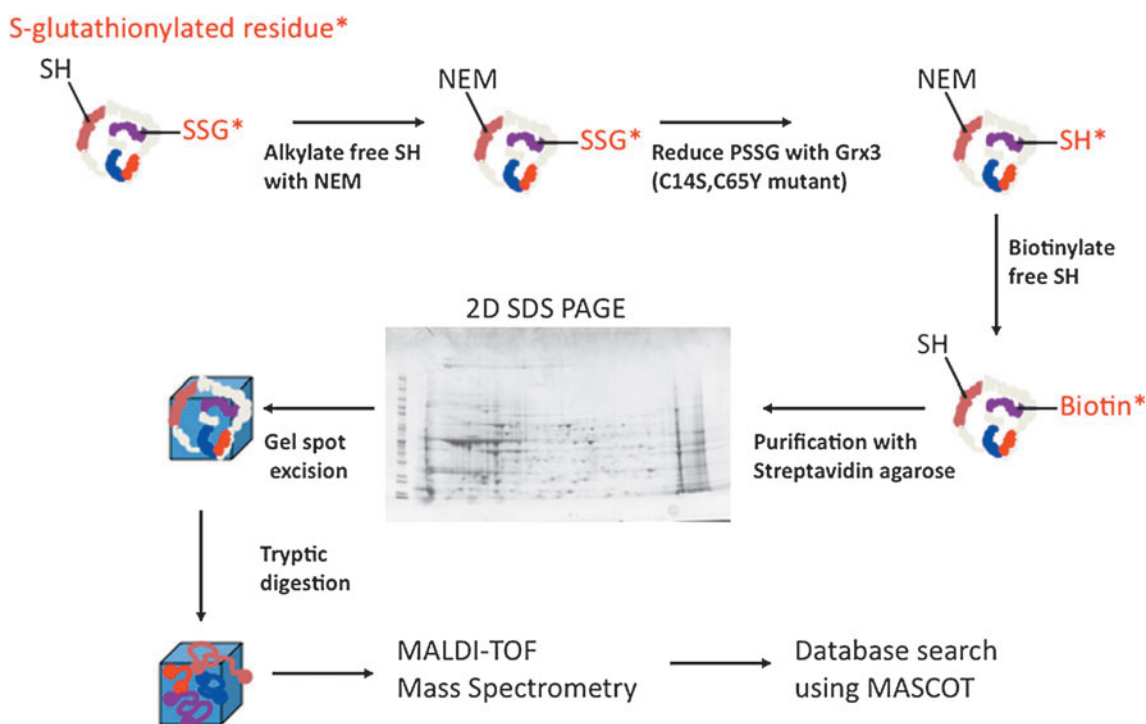 S-glutathionylated residue*
SH
SSG*
Alkylate free SH
with NEM
NEM
SSG*
Reduce PSSG with Grx3
(C14S,C65Y mutant)
NEM
SH*
Biotinylate
free SH
SH
Biotin*
Purification with
Streptavidin agarose
2D SDS PAGE
Gel spot
excision
Tryptic
digestion
MALDI-TOF
Mass Spectrometry
Database search
using MASCOT